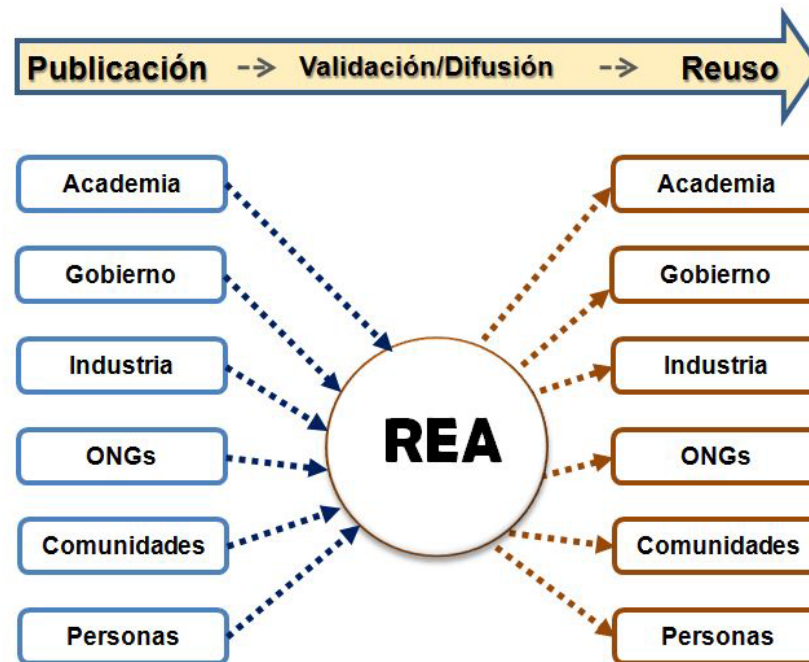 Publicación --> Validación/Difusión --> Reuso
Academia
Gobierno
Industria
ONGs
Comunidades
Personas
REA
Academia
Gobierno
Industria
ONGs
Comunidades
Personas